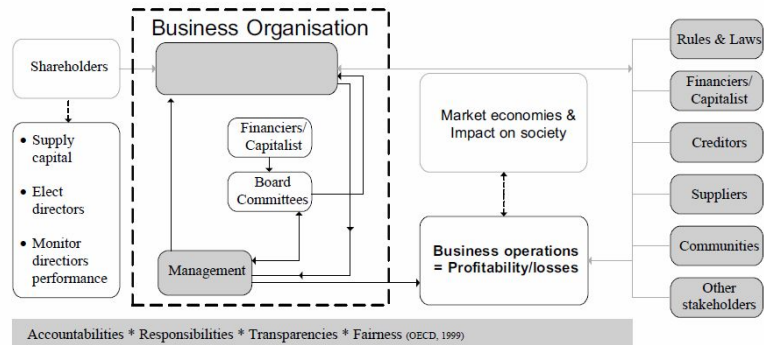 Business Organisation
Shareholders
• Supply
capital
• Elect
directors
• Monitor
directiors
performance
Financiers/
Capitalist
Board
Committees
Management
Market economies &
Impact on society
Business operations
= Profitability/losses
Rules & Laws
Financiers/
Capitalist
Creditors
Suppliers
Communities
Other
stakeholders
Accountabilities * Responsibilities * Transparencies * Fairness (OECD, 1999)